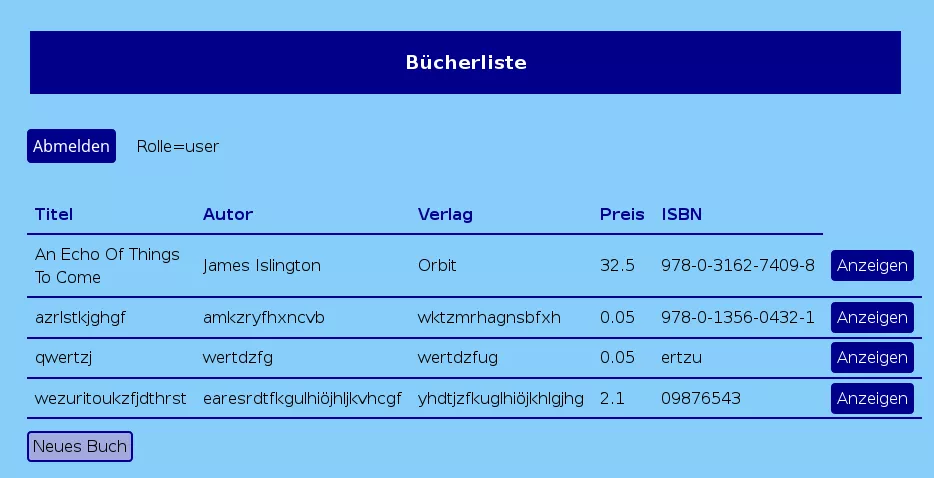 Bücherliste
Abmelden Rolle=user
Titel Autor Verlag Preis ISBN
An Echo Of Things
To Come James Islington Orbit 32.5 978-0-3162-7409-8 Anzeigen
azrlstkjghgf amkzryfhxncvb wktzmrhagnsbfxh 0.05 978-0-1356-0432-1 Anzeigen
qwertzj wertdzfg wertdzfug 0.05 ertzu Anzeigen
wezuritoukzfjdthrst earesrdtfkgulhiöjhljkvhcgf yhdtjzfkuglhiöjkhlgjhg 2.1 09876543 Anzeigen
Neues Buch